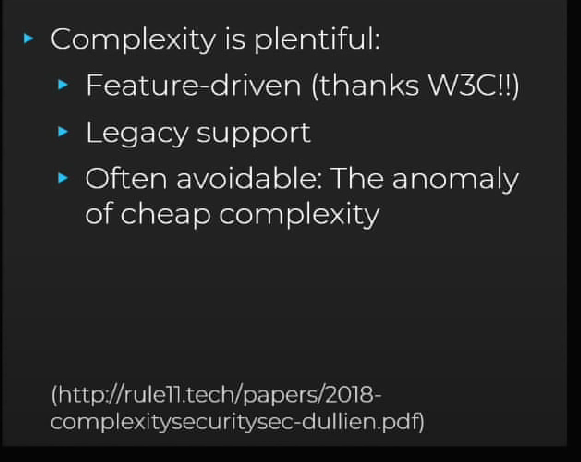 Complexity is plentiful:
Feature-driven (thanks W3C!!)
Legacy support
Often avoidable: The anomaly
of cheap complexity
(http://rule11.tech/papers/2018-
complexitysecuritysec-dullien.pdf)